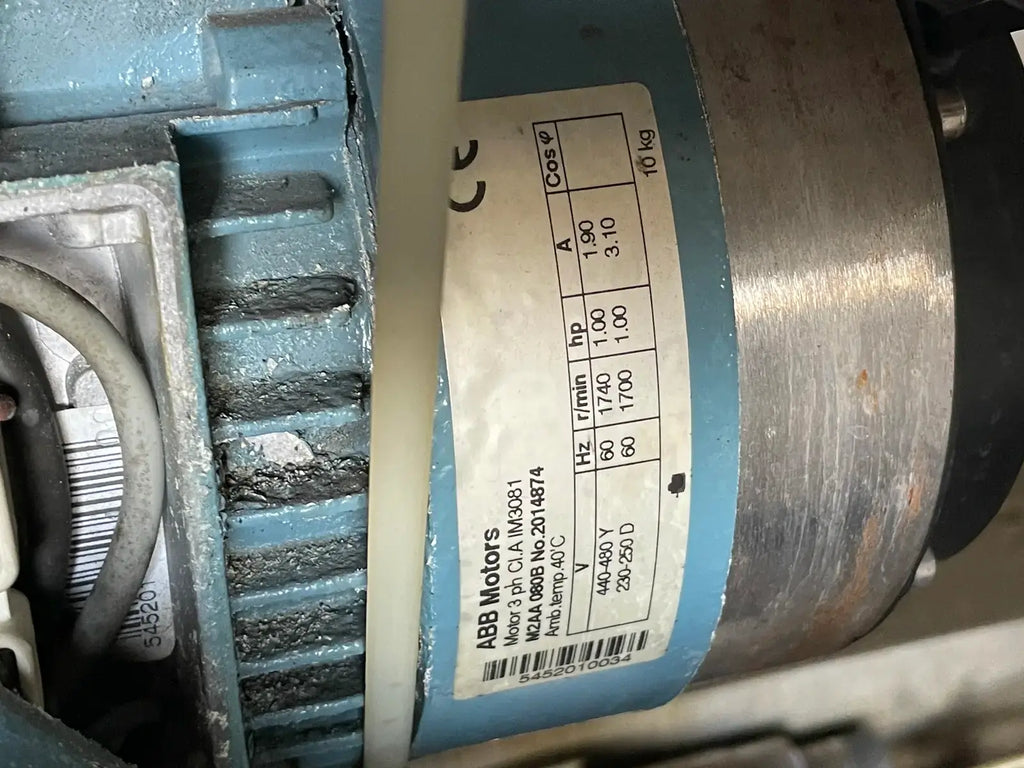 ABB Motors
Motor 3 ph Cl.A IM3081
M2AA 080B No.2014874
Amb.temp.40°C
V Hz r/min hp A Cos φ
440-480 Y 60 1740 1.00 1.90
230-250 D 60 1700 1.00 3.10
10 kg
5452010034
CE
545201